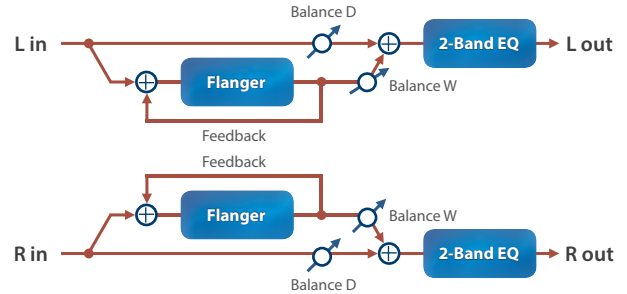 Balance D
L in
2-Band EQ
L out
Flanger
Balance W
Feedback
Feedback
Flanger
Balance W
R in
2-Band EQ
R out
Balance D